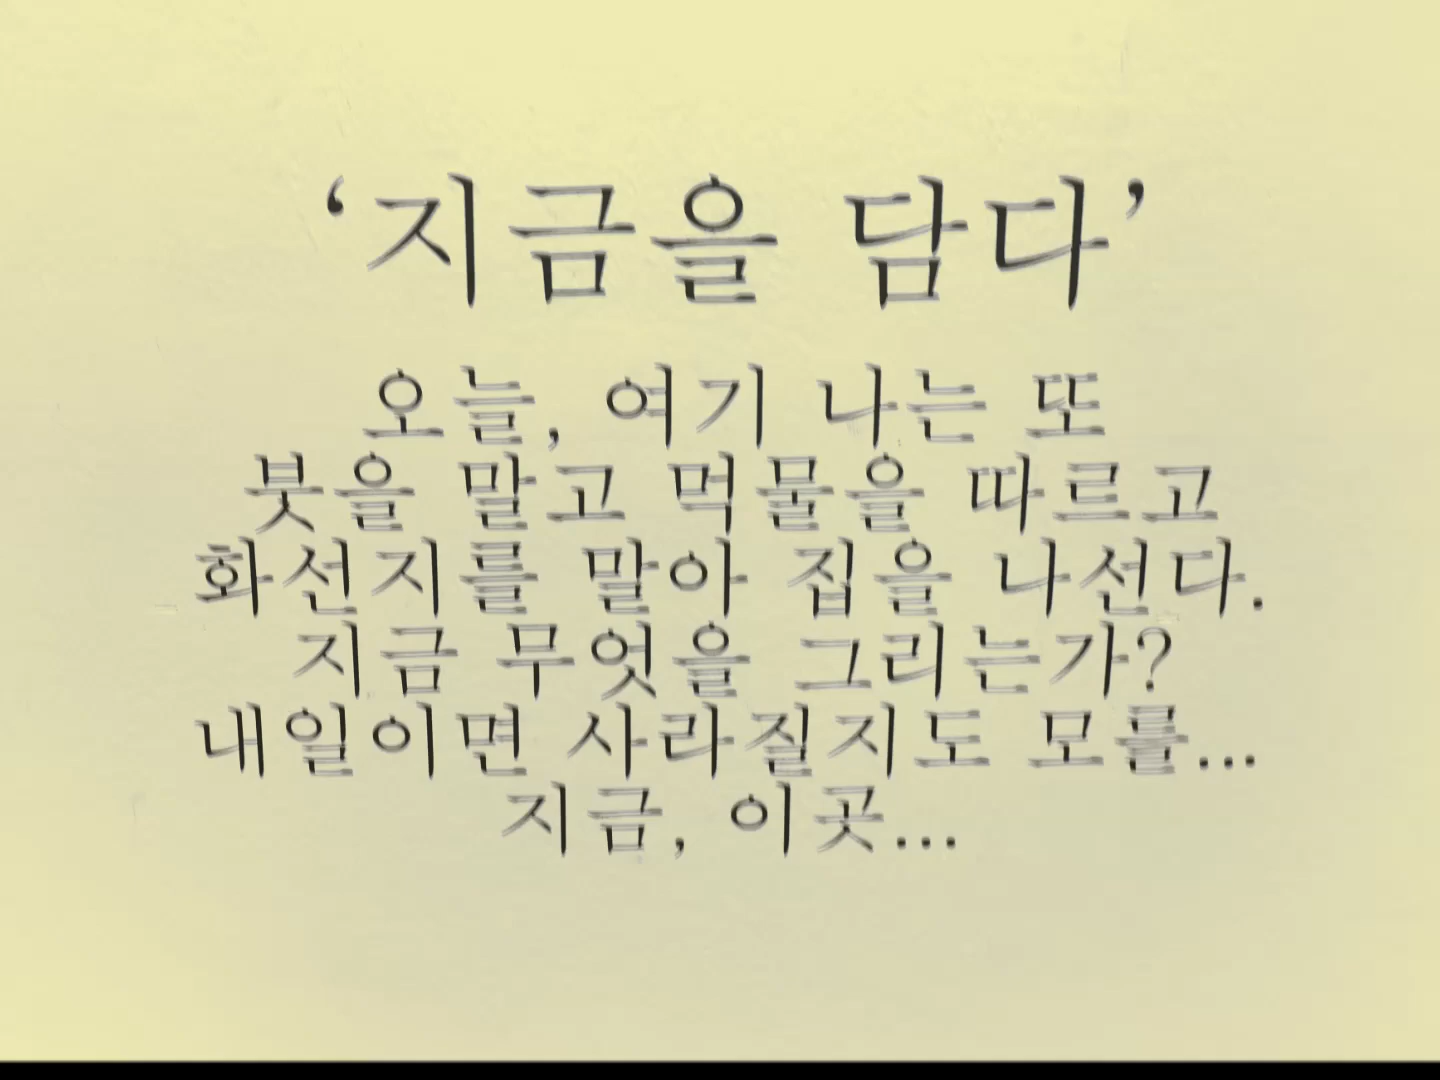 ‘지금을 담다’
오늘, 여기 나는 또
붓을 말고 먹물을 따르고
화선지를 말아 집을 나선다.
지금 무엇을 그리는가?
내일이면 사라질지도 모를...
지금, 이곳...